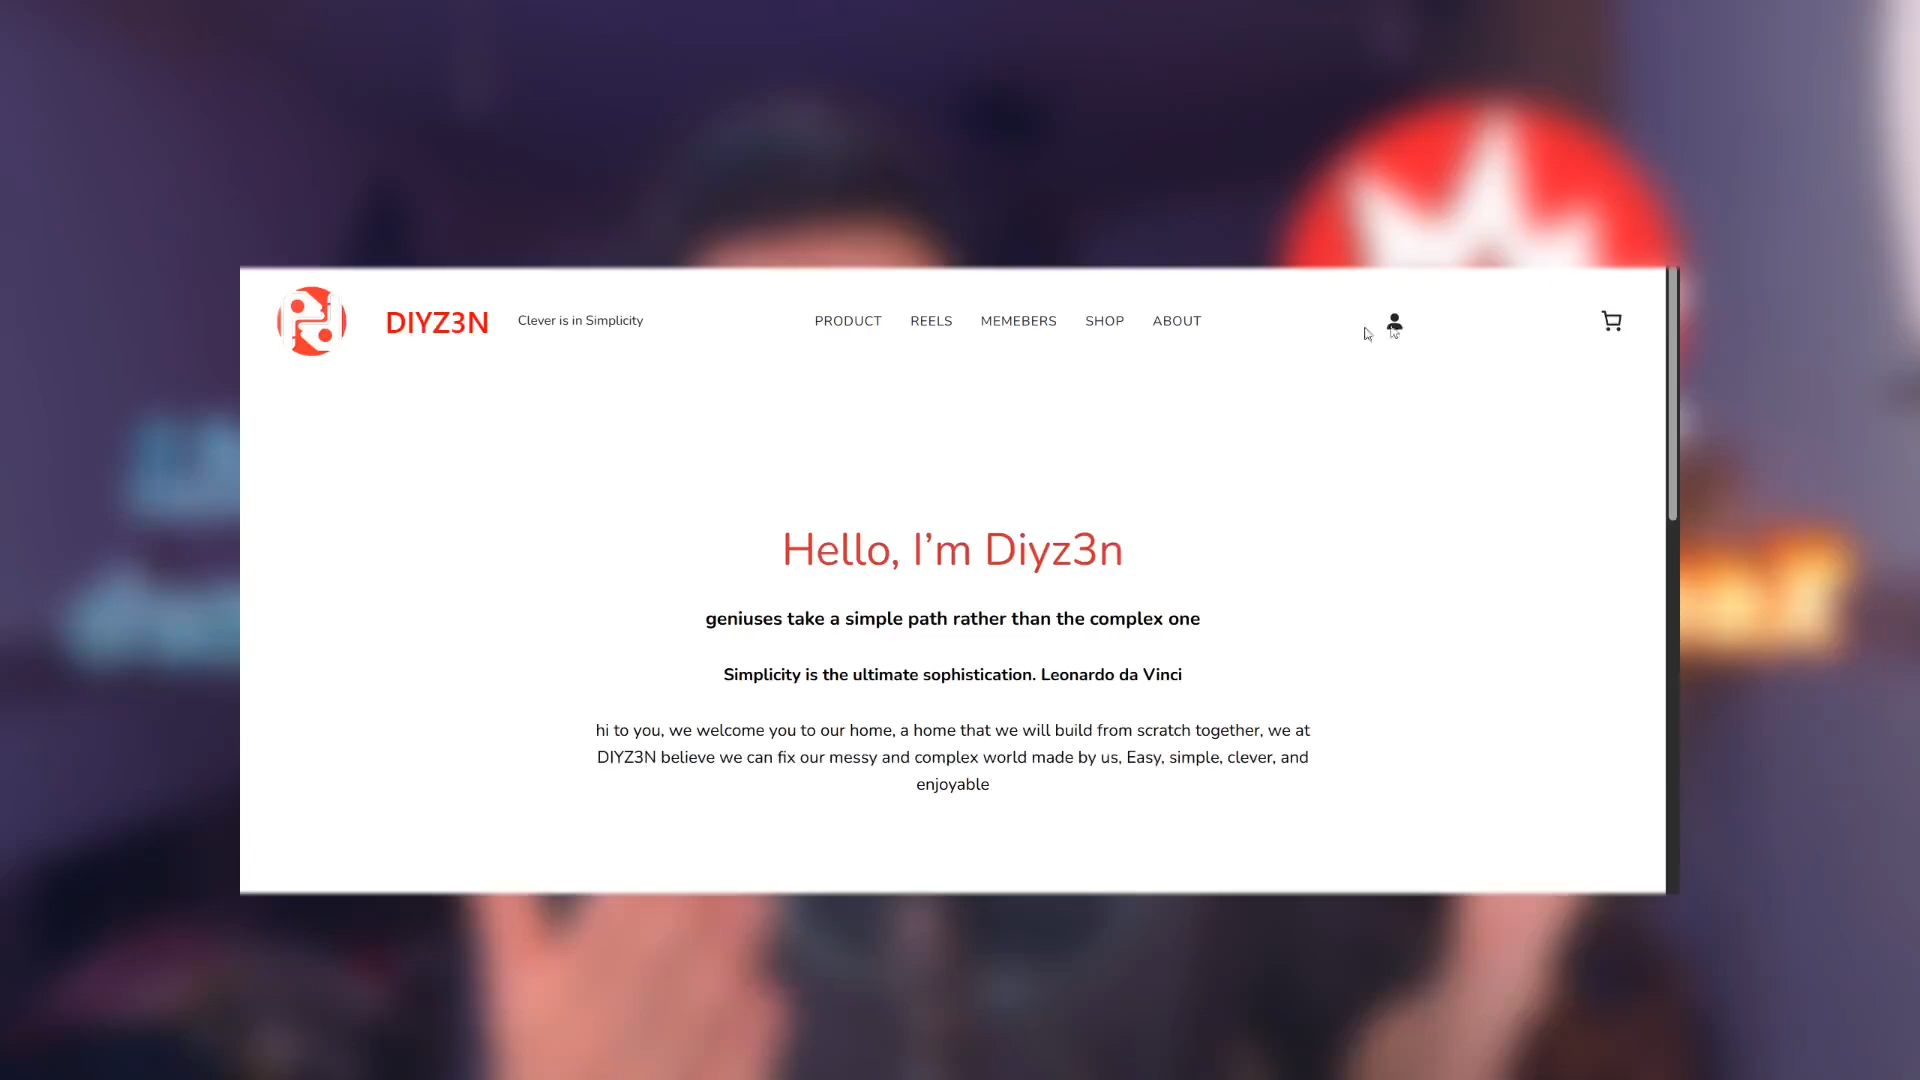 DIYZ3N
Clever is in Simplicity
PRODUCT
REELS
MEMEBERS
SHOP
ABOUT
Hello, I’m Diyz3n
geniuses take a simple path rather than the complex one
Simplicity is the ultimate sophistication. Leonardo da Vinci
hi to you, we welcome you to our home, a home that we will build from scratch together, we at
DIYZ3N believe we can fix our messy and complex world made by us, Easy, simple, clever, and
enjoyable